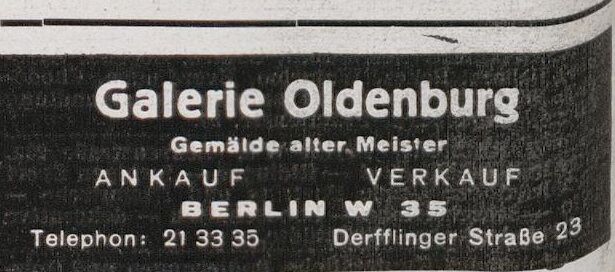 Galerie Oldenburg
Gemälde alter Meister
ANKAUF VERKAUF
BERLIN W 35
Telephon: 21 33 35 Derfflinger Straße 23